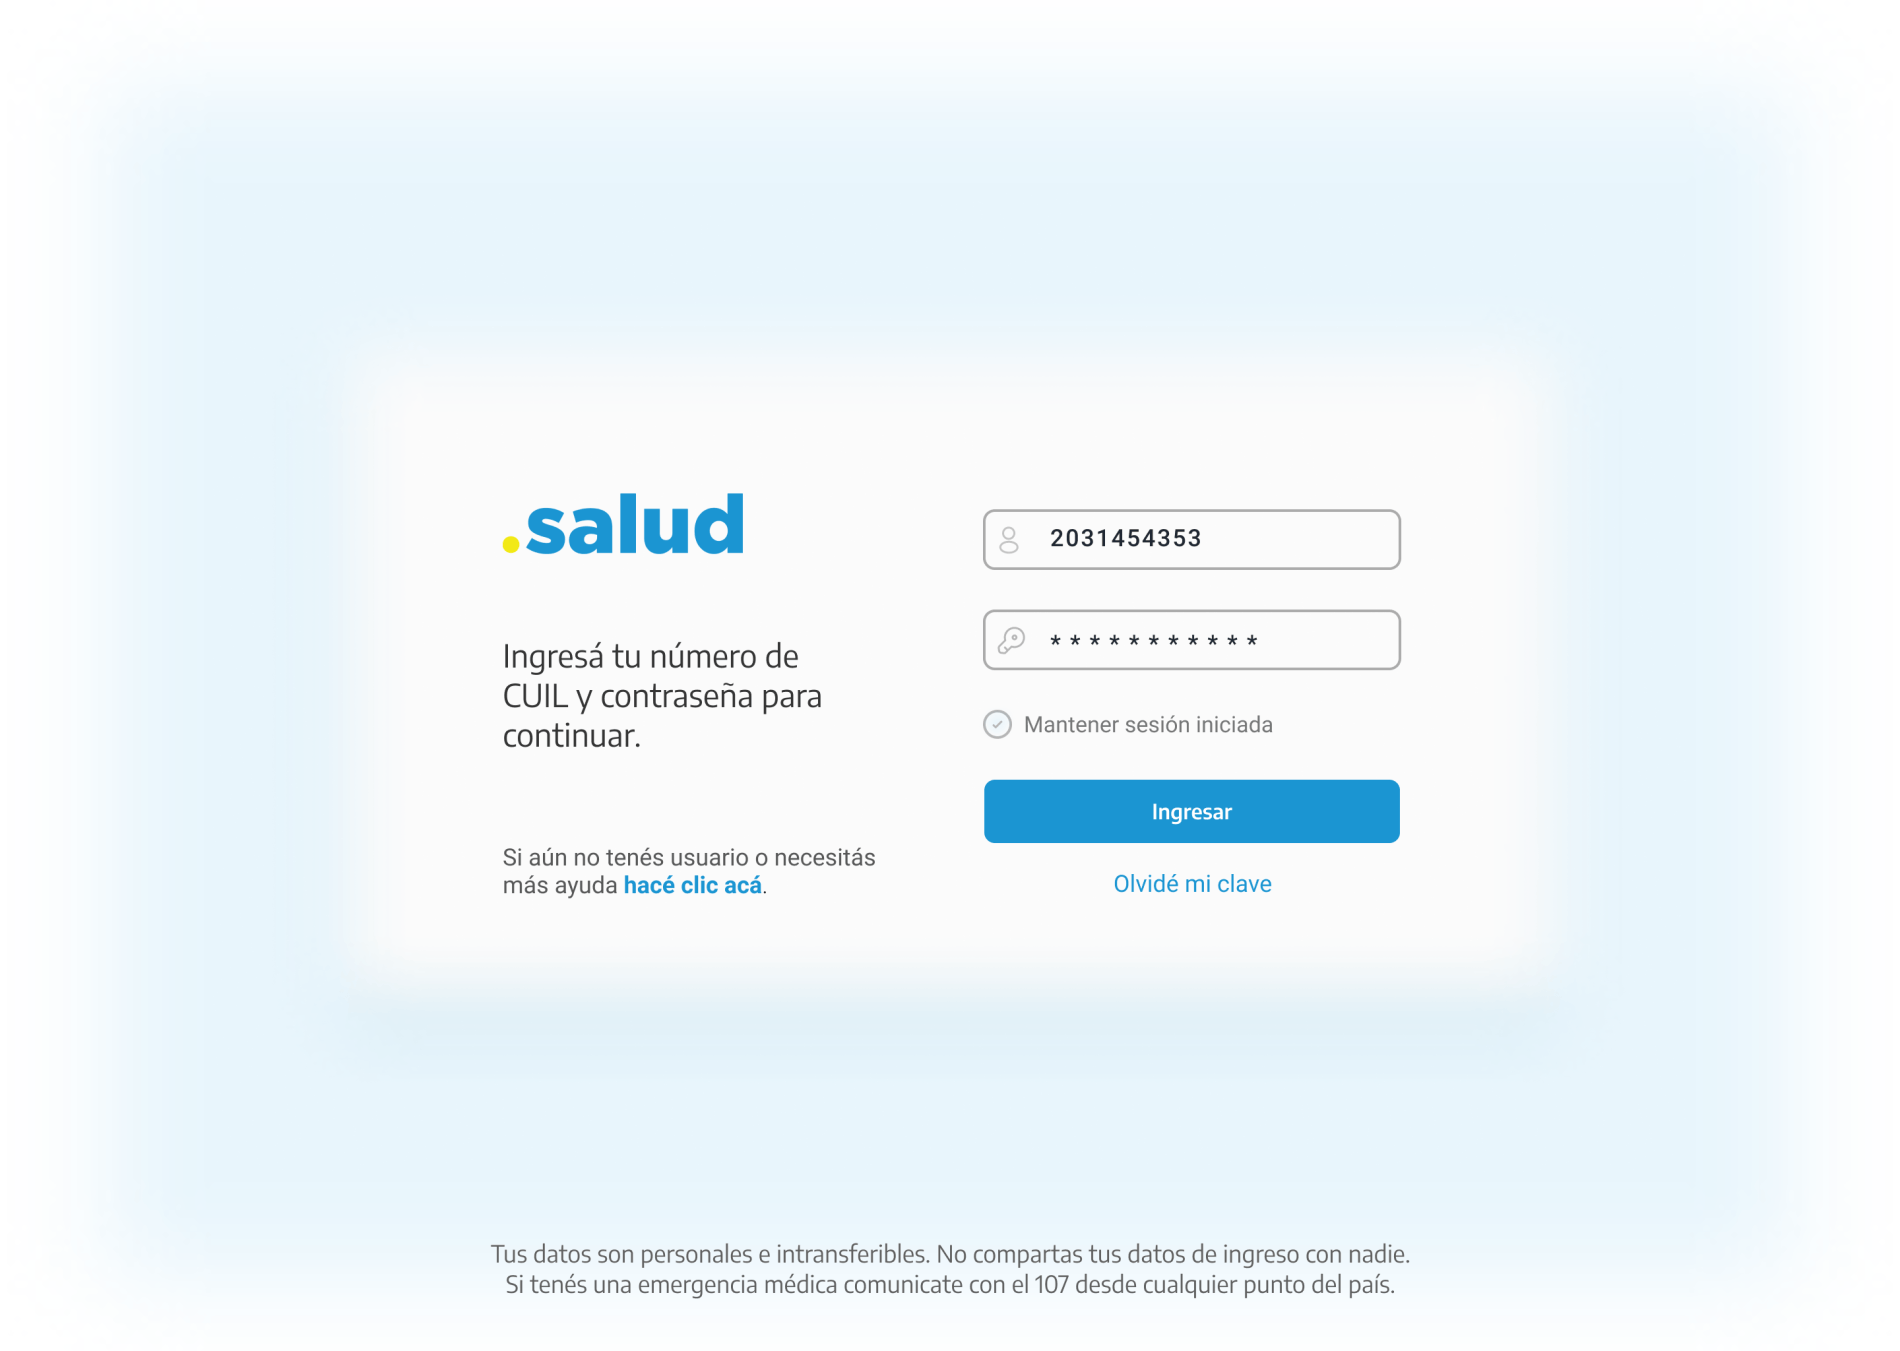 .salud
Ingresá tu número de
CUIL y contraseña para
continuar.
Si aún no tenés usuario o necesitás
más ayuda hacé clic acá.
2031454353
* * * * * * * * * * *
Mantener sesión iniciada
Ingresar
Olvidé mi clave
Tus datos son personales e intransferibles. No compartas tus datos de ingreso con nadie.
Si tenés una emergencia médica comunicate con el 107 desde cualquier punto del país.